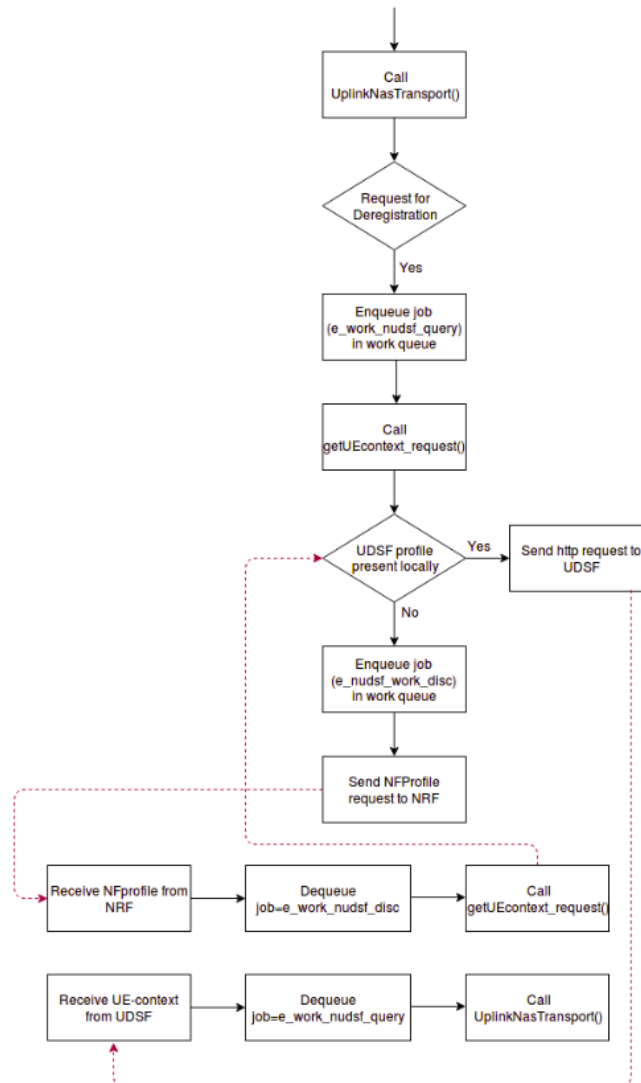 Call
UplinkNasTransport()
Request for
Deregistration
Yes
Enqueue job
(e_work_nudsf_query)
in work queue
Call
getUEcontext_request()
UDSF profile
present locally
Yes
Send http request to
UDSF
No
Enqueue job
(e_nudsf_work_disc)
in work queue
Send NFProfile
request to NRF
Receive NFprofile from
NRF
Dequeue
job=e_work_nudsf_disc
Call
getUEcontext_request()
Receive UE-context
from UDSF
Dequeue
job=e_work_nudsf_query
Call
UplinkNasTransport()